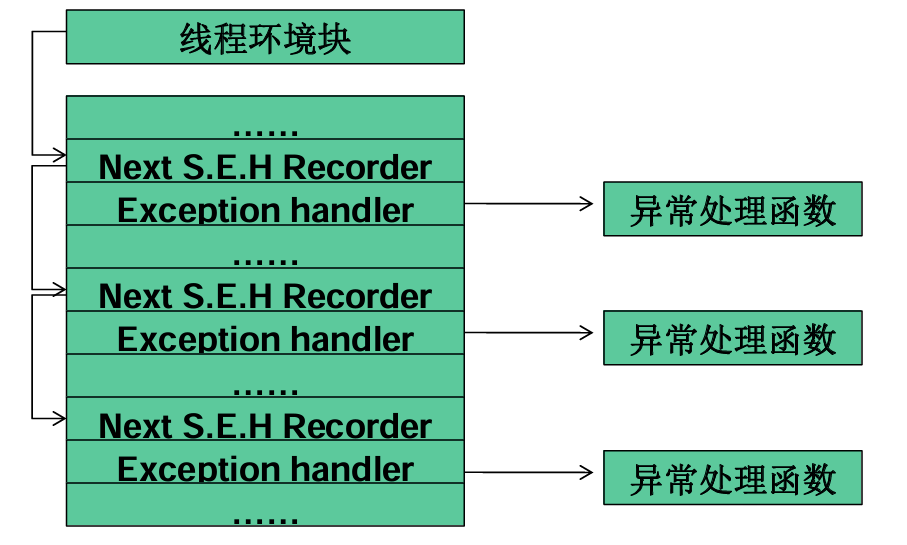 线程环境块
......
Next S.E.H Recorder
Exception handler
异常处理函数
......
Next S.E.H Recorder
Exception handler
异常处理函数
......
Next S.E.H Recorder
Exception handler
异常处理函数
......